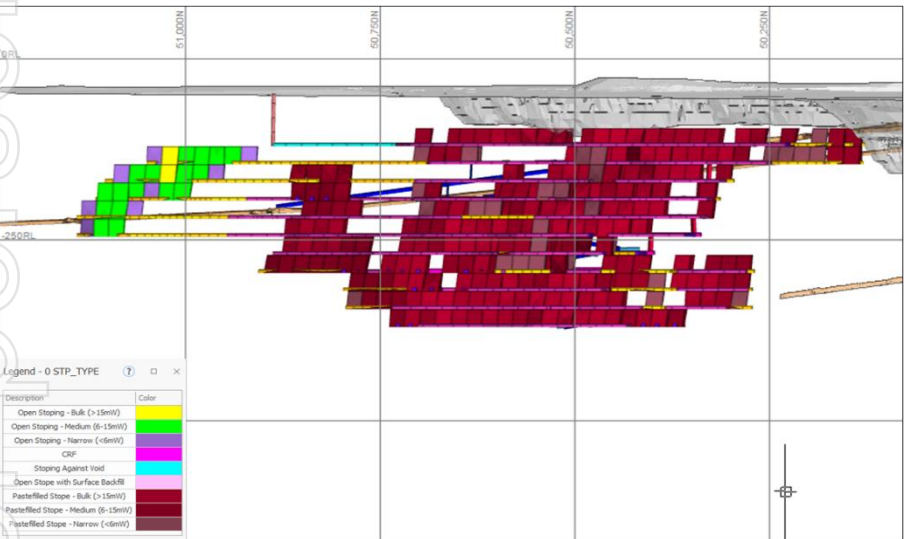 51,000N
50,750N
50,500N
50,250N
0RL
-250RL
Legend - 0 STP_TYPE
Description Color
Open Stoping - Bulk (>15mW)
Open Stoping - Medium (6-15mW)
Open Stoping - Narrow (<6mW)
CRF
Stoping Against Void
Open Stope with Surface Backfill
Pastefilled Stope - Bulk (>15mW)
Pastefilled Stope - Medium (6-15mW)
Pastefilled Stope - Narrow (<6mW)